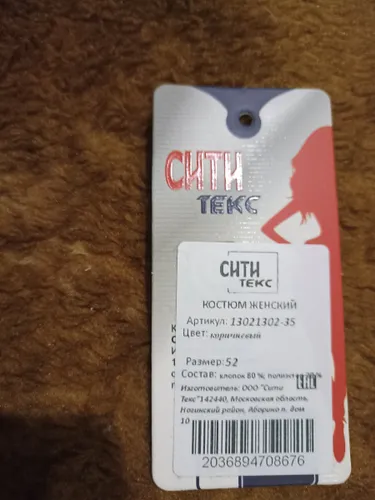 СИТИ
ТЕКС
СИТИ
ТЕКС
КОСТЮМ ЖЕНСКИЙ
Артикул: 13021302-35
Цвет: коричневый
Размер: 52
Состав: хлопок 80 %; полиэстер
Изготовитель: ООО "Сити
Текс"142440, Московская область,
Ногинский район, Аборино п. дом
10
2036894708676